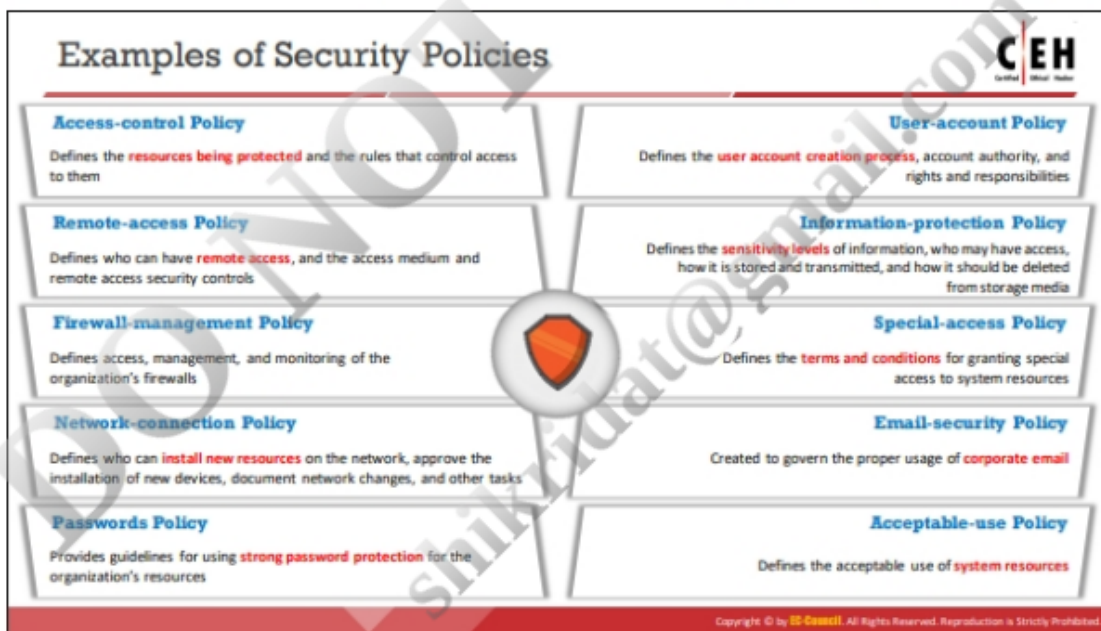 Examples of Security Policies
C|EH
Certified Ethical Hacker
Access-control Policy
Defines the resources being protected and the rules that control access
to them
User-account Policy
Defines the user account creation process, account authority, and
rights and responsibilities
Remote-access Policy
Defines who can have remote access, and the access medium and
remote access security controls
Information-protection Policy
Defines the sensitivity levels of information, who may have access,
how it is stored and transmitted, and how it should be deleted
from storage media
Firewall-management Policy
Defines access, management, and monitoring of the
organization's firewalls
Special-access Policy
Defines the terms and conditions for granting special
access to system resources
Network-connection Policy
Defines who can install new resources on the network, approve the
installation of new devices, document network changes, and other tasks
Email-security Policy
Created to govern the proper usage of corporate email
Passwords Policy
Provides guidelines for using strong password protection for the
organization's resources
Acceptable-use Policy
Defines the acceptable use of system resources
Copyright © by EC-Council. All Rights Reserved. Reproduction is Strictly Prohibited.
DO NOT
shikridat@gmail.com